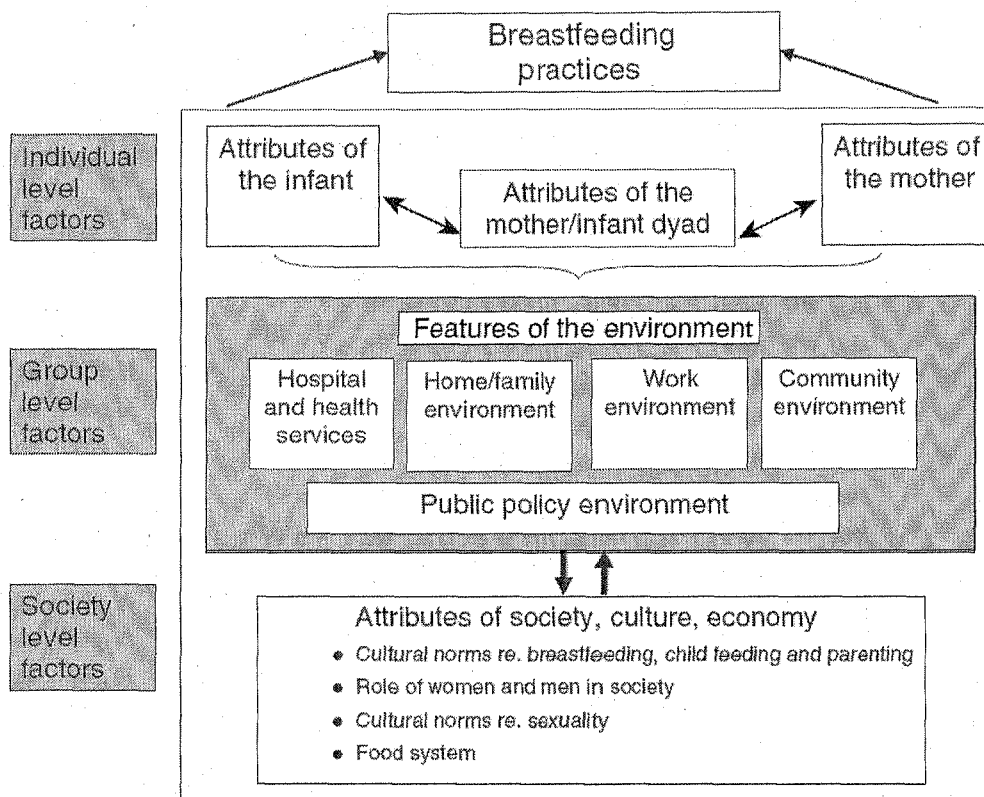 Breastfeeding
practices
Individual
level
factors
Attributes of
the infant
Attributes of the
mother/infant dyad
Attributes of
the mother
Group
level
factors
Features of the environment
Hospital
and health
services
Home/family
environment
Work
environment
Community
environment
Public policy environment
Society
level
factors
Attributes of society, culture, economy
• Cultural norms re. breastfeeding, child feeding and parenting
• Role of women and men in society
• Cultural norms re. sexuality
• Food system